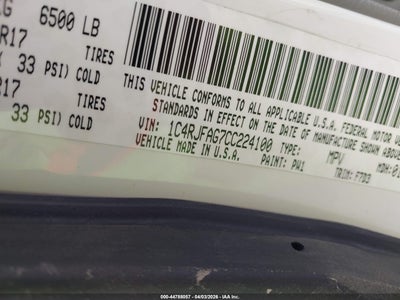 6500 LB
R17 TIRES
( 33 PSI) COLD
R17 TIRES
33 PSI) COLD
THIS VEHICLE CONFORMS TO ALL APPLICABLE U.S.A. FEDERAL MOTOR
STANDARDS IN EFFECT ON THE DATE OF MANUFACTURE SHOWN ABOVE
VIN: 1C4RJFAG7CC224100 TYPE: MPV
VEHICLE MADE IN U.S.A. PAINT: PW1 TRIM: MDH:
000-44788057 - 04/03/2026 - IAA Inc.